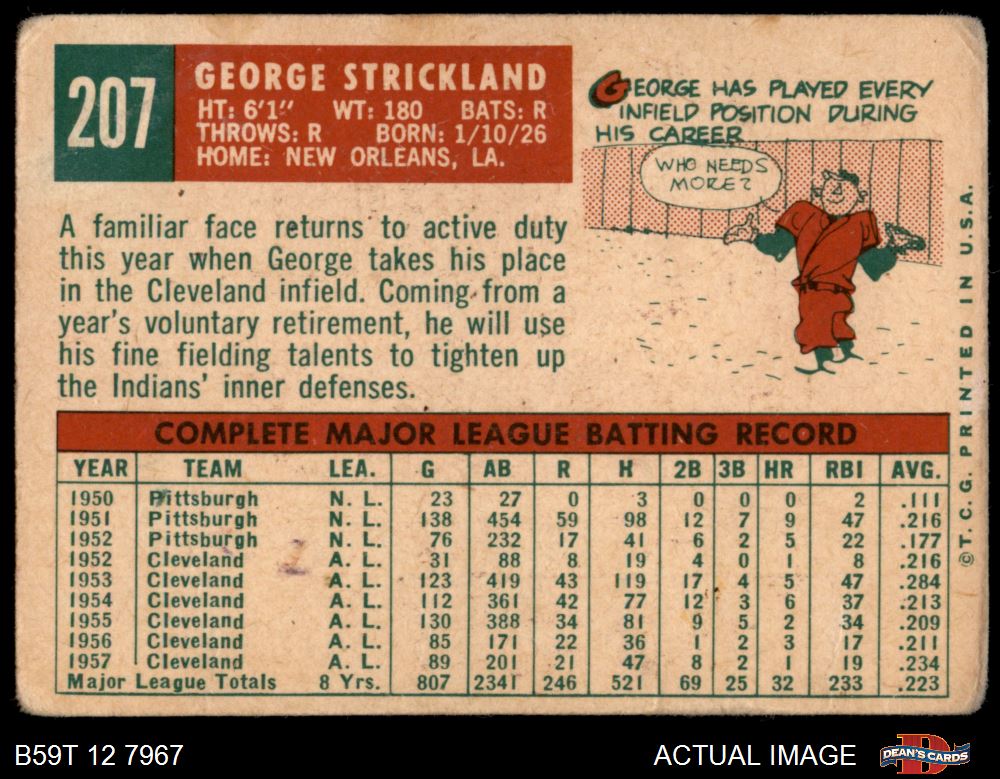 207
GEORGE STRICKLAND
HT: 6'1" WT: 180 BATS: R
THROWS: R BORN: 1/10/26
HOME: NEW ORLEANS, LA.
GEORGE HAS PLAYED EVERY
INFIELD POSITION DURING
HIS CAREER
WHO NEEDS
MORE?
A familiar face returns to active duty
this year when George takes his place
in the Cleveland infield. Coming from a
year's voluntary retirement, he will use
his fine fielding talents to tighten up
the Indians' inner defenses.
©T.C.G. PRINTED IN U.S.A.
COMPLETE MAJOR LEAGUE BATTING RECORD
YEAR TEAM LEA. G AB R H 2B 3B HR RBI AVG.
1950 Pittsburgh N. L. 23 27 0 3 0 0 0 2 .111
1951 Pittsburgh N. L. 138 454 59 98 12 7 9 47 .216
1952 Pittsburgh N. L. 76 232 17 41 6 2 5 22 .177
1952 Cleveland A. L. 31 88 8 19 4 0 1 8 .216
1953 Cleveland A. L. 123 419 43 119 17 4 5 47 .284
1954 Cleveland A. L. 112 361 42 77 12 3 6 37 .213
1955 Cleveland A. L. 130 388 34 81 9 5 2 34 .209
1956 Cleveland A. L. 85 171 22 36 1 2 3 17 .211
1957 Cleveland A. L. 89 201 21 47 8 2 1 19 .234
Major League Totals 8 Yrs. 807 2341 246 521 69 25 32 233 .223
B59T 12 7967
ACTUAL IMAGE
DEAN'S CARDS